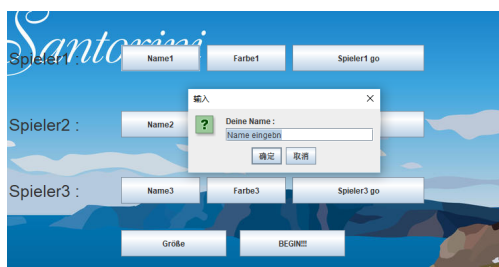 Santorini
Spieler1 :
Name1
Farbe1
Spieler1 go
输入
Deine Name :
Name eingebn
确定
取消
Spieler2 :
Name2
Spieler3 :
Name3
Farbe3
Spieler3 go
Größe
BEGIN!!!